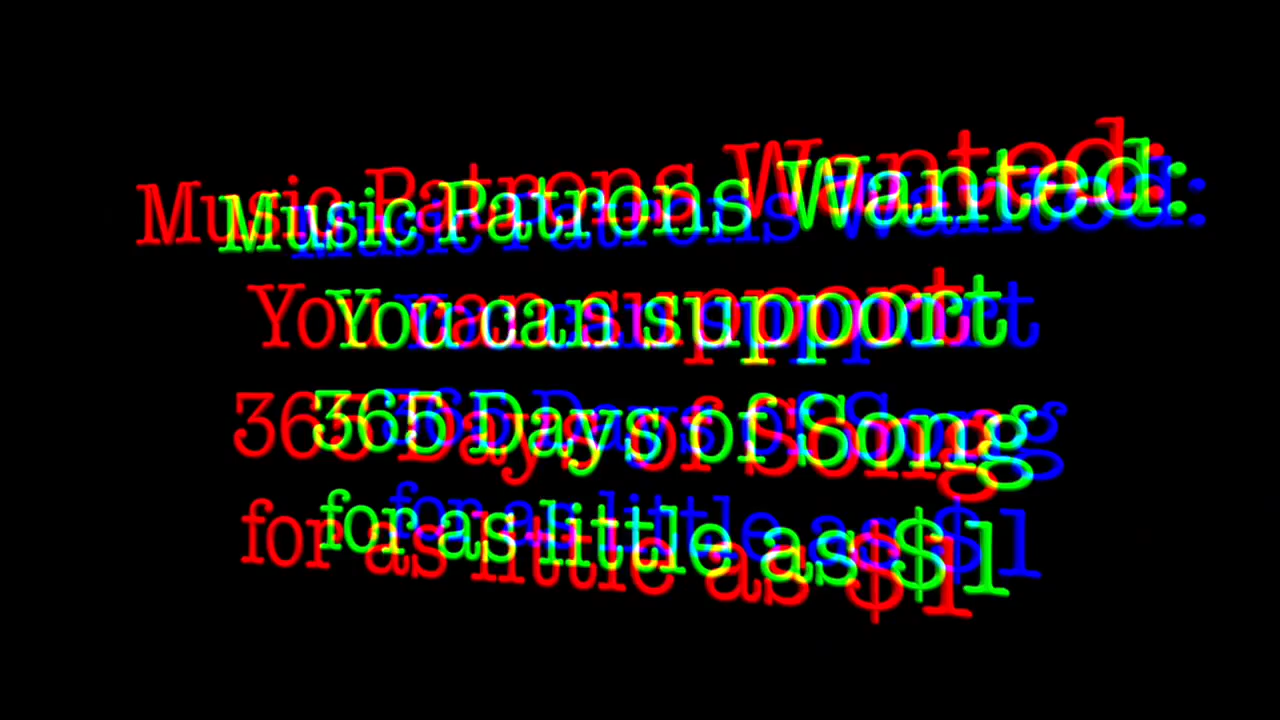 Music Patrons Wanted:
You can support
365 Days of Song
for as little as $1